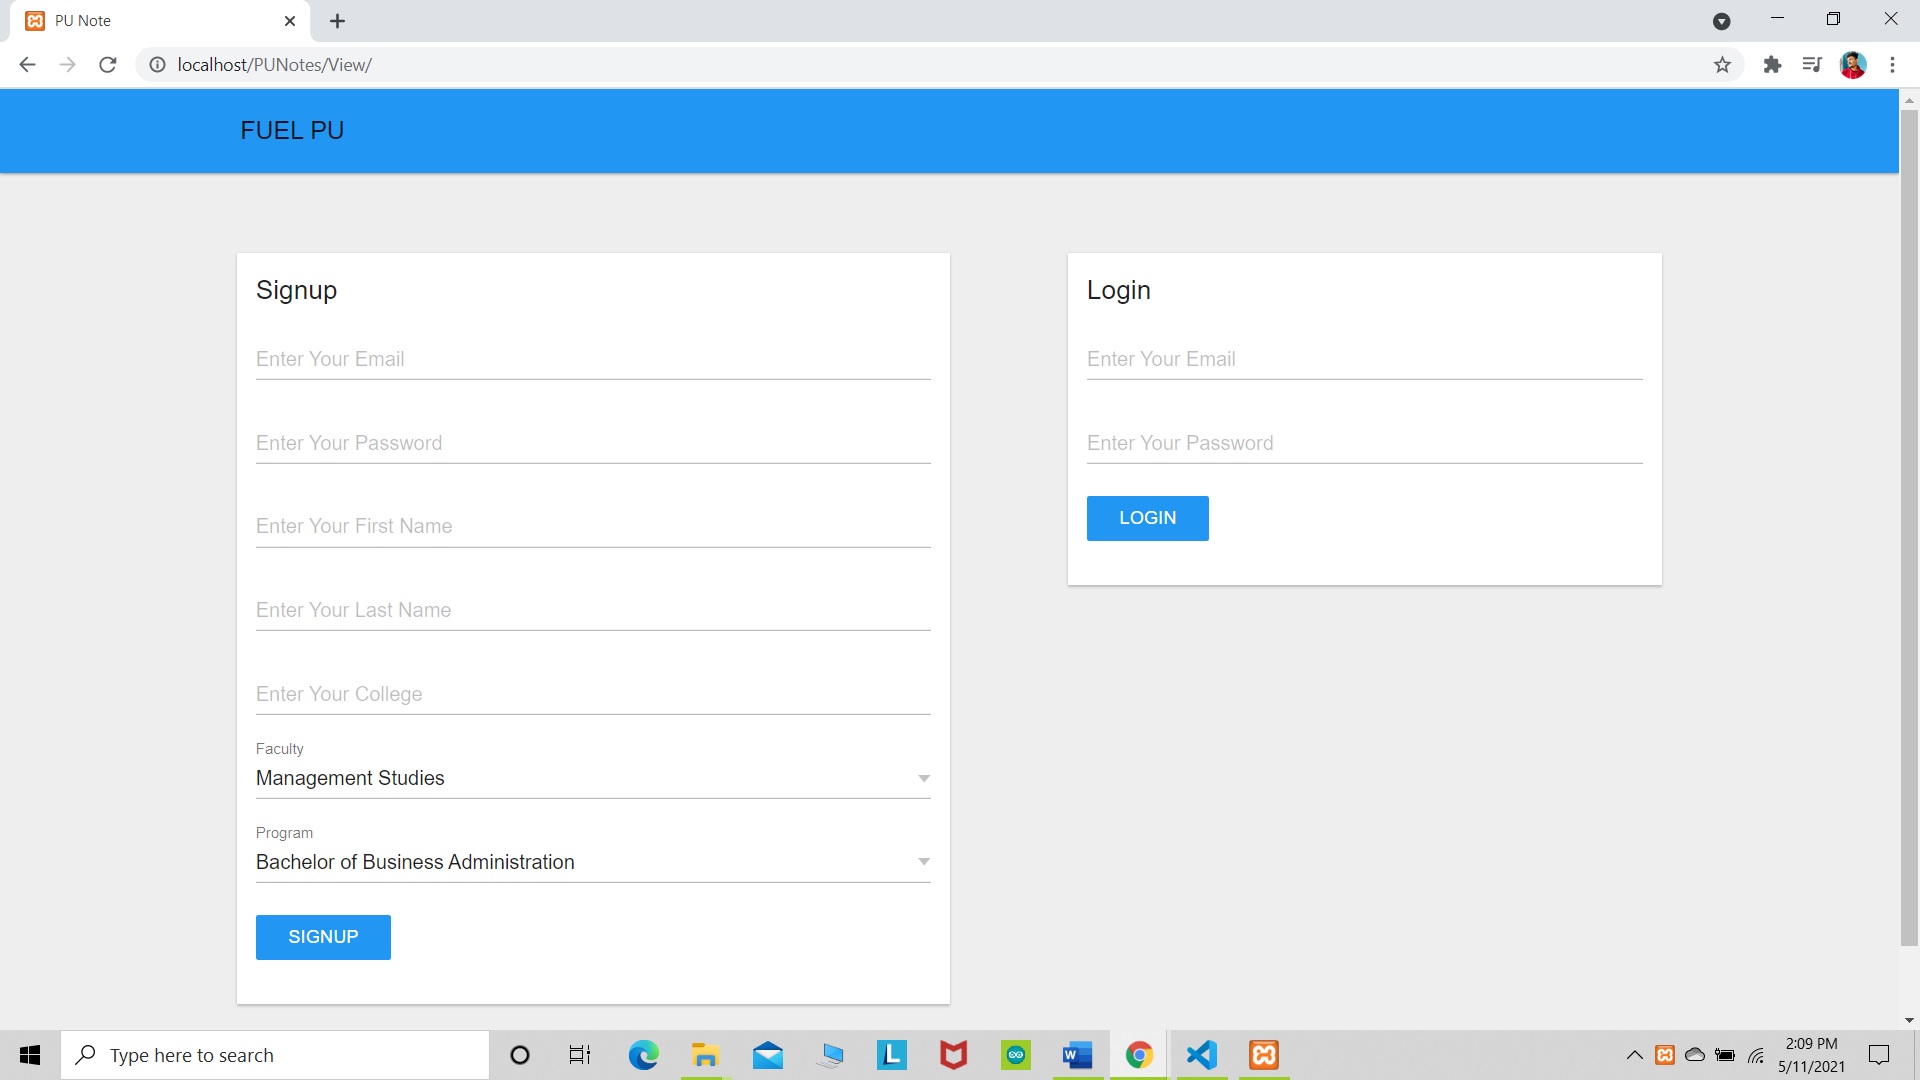 PU Note
localhost/PUNotes/View/
FUEL PU
Signup
Enter Your Email
Enter Your Password
Enter Your First Name
Enter Your Last Name
Enter Your College
Faculty
Management Studies
Program
Bachelor of Business Administration
SIGNUP
Login
Enter Your Email
Enter Your Password
LOGIN
Type here to search
L
W
2:09 PM
5/11/2021